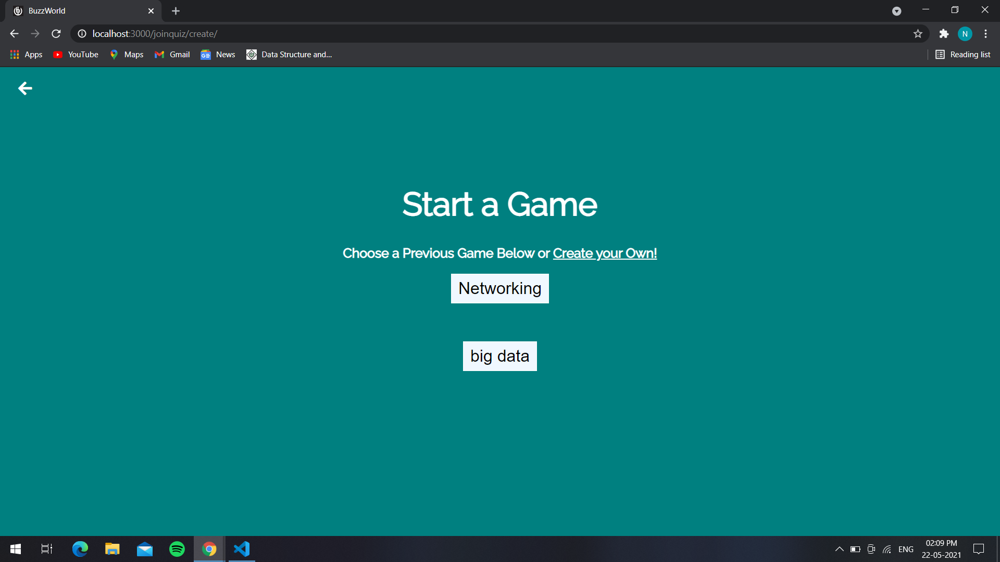 BuzzWorld
localhost:3000/joinquiz/create/
N
Apps YouTube Maps Gmail News Data Structure and... Reading list
Start a Game
Choose a Previous Game Below or Create your Own!
Networking
big data
ENG
02:09 PM
22-05-2021